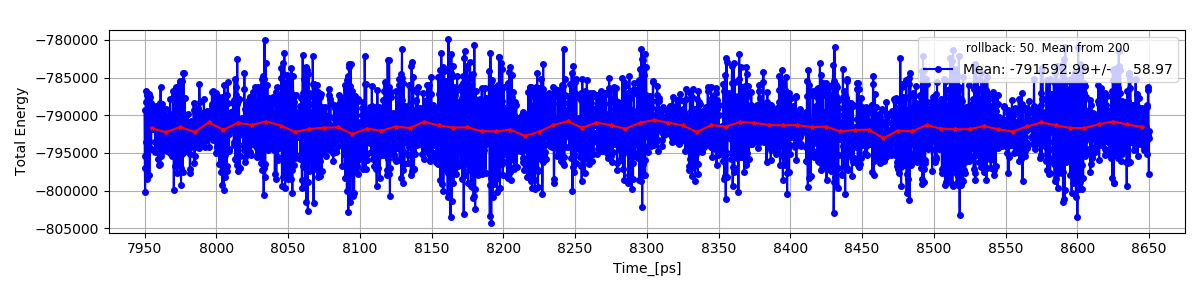 −780000
−785000
−790000
−795000
−800000
−805000
Total Energy
rollback: 50. Mean from 200
Mean: -791592.99+/- 58.97
7950 8000 8050 8100 8150 8200 8250 8300 8350 8400 8450 8500 8550 8600 8650
Time_[ps]